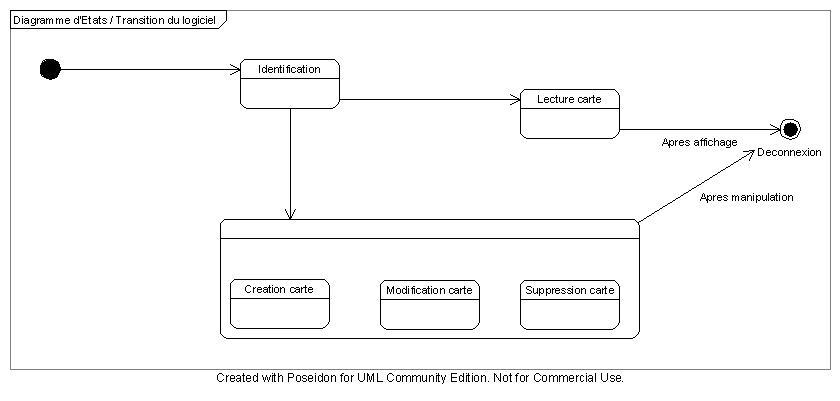 Diagramme d'Etats / Transition du logiciel
Identification
Lecture carte
Apres affichage
Deconnexion
Apres manipulation
Creation carte
Modification carte
Suppression carte
Created with Poseidon for UML Community Edition. Not for Commercial Use.